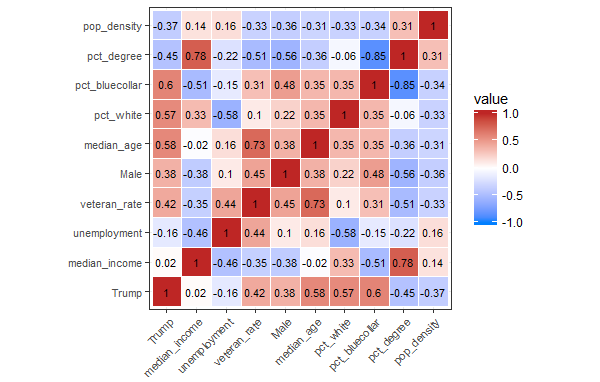 pop_density -0.37 0.14 0.16 -0.33 -0.36 -0.31 -0.33 -0.34 0.31 1
pct_degree -0.45 0.78 -0.22 -0.51 -0.56 -0.36 -0.06 -0.85 1 0.31
pct_bluecollar 0.6 -0.51 -0.15 0.31 0.48 0.35 0.35 1 -0.85 -0.34
pct_white 0.57 0.33 -0.58 0.1 0.22 0.35 1 0.35 -0.06 -0.33
median_age 0.58 -0.02 0.16 0.73 0.38 1 0.35 0.35 -0.36 -0.31
Male 0.38 -0.38 0.1 0.45 1 0.38 0.22 0.48 -0.56 -0.36
veteran_rate 0.42 -0.35 0.44 1 0.45 0.73 0.1 0.31 -0.51 -0.33
unemployment -0.16 -0.46 1 0.44 0.1 0.16 -0.58 -0.15 -0.22 0.16
median_income 0.02 1 -0.46 -0.35 -0.38 -0.02 0.33 -0.51 0.78 0.14
Trump 1 0.02 -0.16 0.42 0.38 0.58 0.57 0.6 -0.45 -0.37
Trump
median_income
unemployment
veteran_rate
Male
median_age
pct_white
pct_bluecollar
pct_degree
pop_density
value
1.0
0.5
0.0
-0.5
-1.0